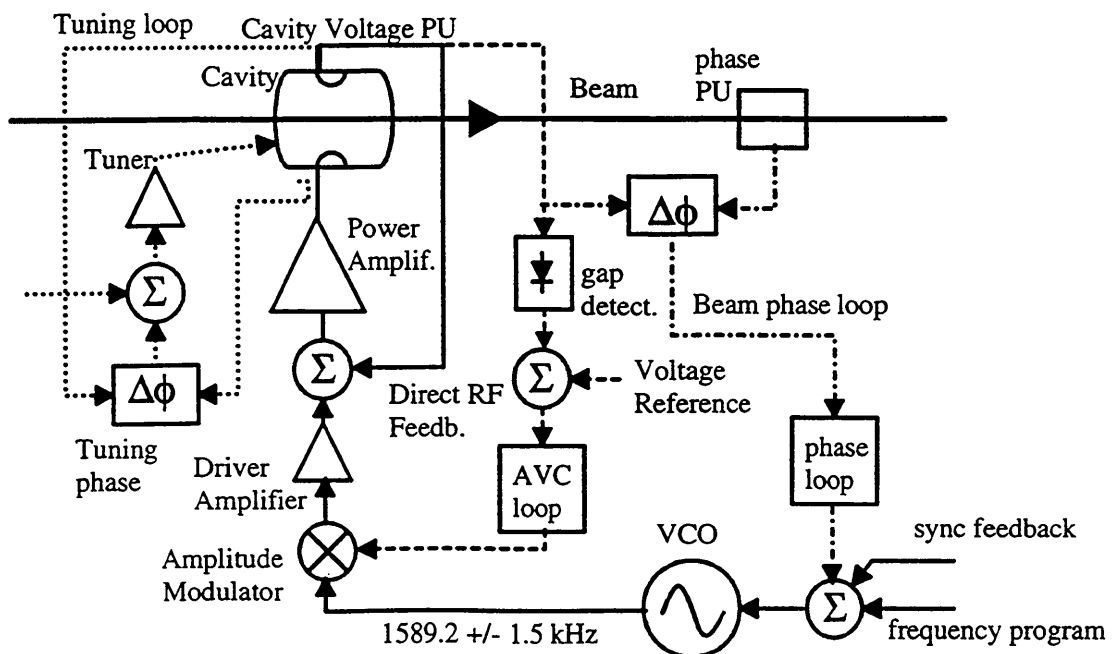 Tuning loop
Cavity Voltage PU
Cavity
phase
PU
Beam
Tuner
Δϕ
Power
Amplif.
Σ
gap
detect.
Beam phase loop
Σ
Σ
Voltage
Reference
Δϕ
Direct RF
Feedb.
Tuning
phase
Driver
Amplifier
AVC
loop
phase
loop
Amplitude
Modulator
VCO
sync feedback
Σ
1589.2 +/- 1.5 kHz
frequency program